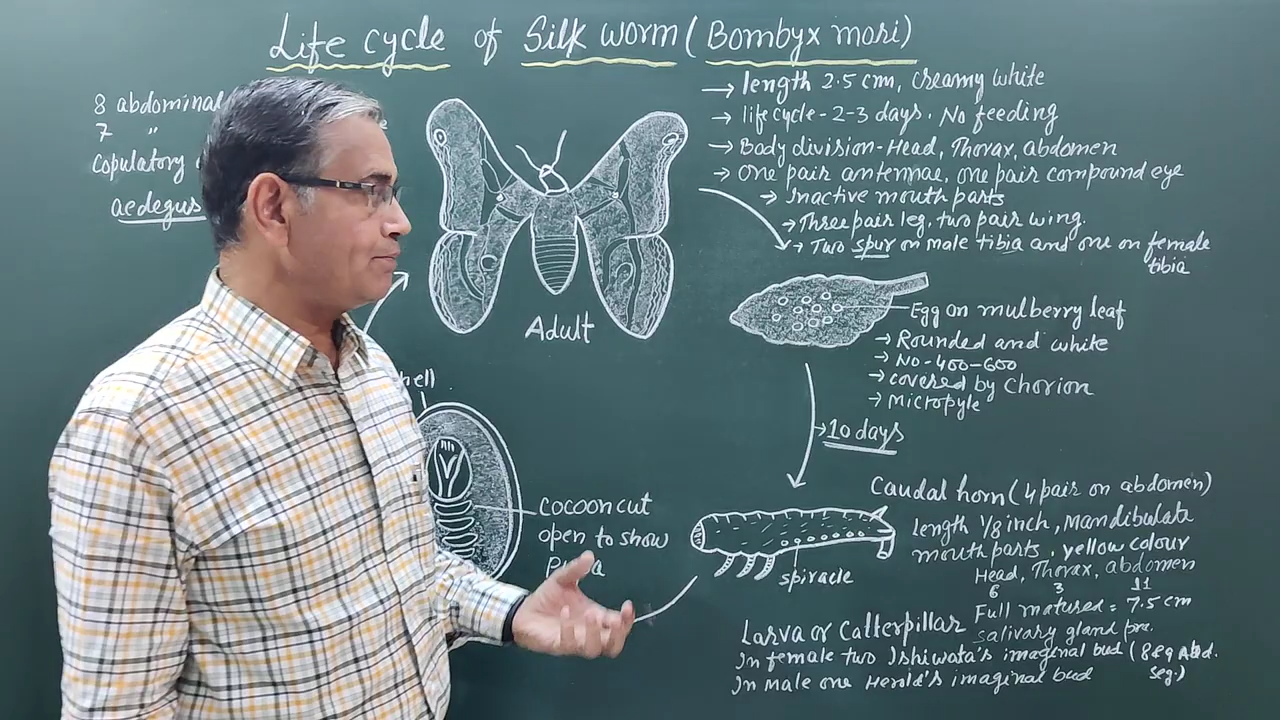 Life cycle of Silk worm (Bombyx mori)
8 abdominal
7 "
Copulatory
aedegus
Adult
→ length 2.5 cm, creamy white
→ life cycle - 2-3 days. No feeding
→ Body division - Head, Thorax, abdomen
→ One pair antennae, one pair compound eye
→ Inactive mouth parts
→ Three pair leg, two pair wing.
→ Two spur on male tibia and one on female
tibia
Egg on mulberry leaf
→ Rounded and white
→ No - 400-600
→ covered by Chorion
→ Micropyle
→ 10 days
hell
cocoon cut
open to show
spiracle
Caudal horn (4 pair on abdomen)
length 1/8 inch, Mandibulata
mouth parts, yellow colour
Head, Thorax, abdomen
6 3 11
Full matured = 7.5 cm
salivary gland pre.
Larva or Catterpillar
In female two Ishiwata's imaginal bud (8 &9 Abd.
seg.)
In Male one Herold's imaginal bud